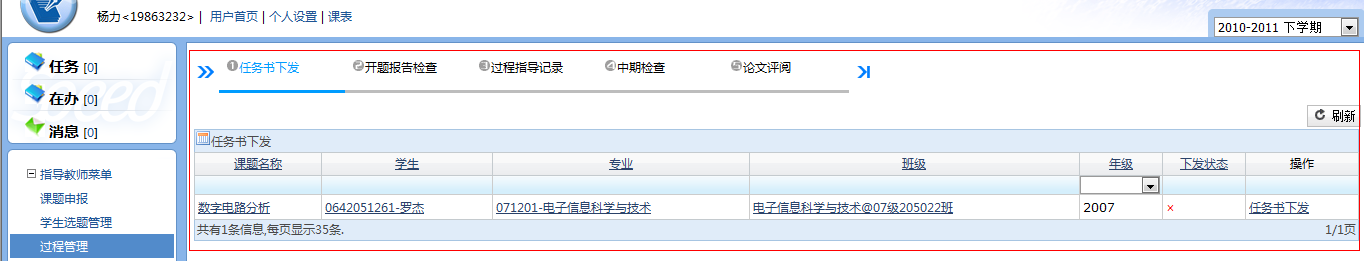 杨力<19863232> | 用户首页 | 个人设置 | 课表
2010-2011 下学期
任务 [0]
在办 [0]
消息 [0]
指导教师菜单
课题申报
学生选题管理
过程管理
1任务书下发 2开题报告检查 3过程指导记录 4中期检查 5论文评阅
刷新
任务书下发
课题名称 学生 专业 班级 年级 下发状态 操作
数字电路分析 0642051261-罗杰 071201-电子信息科学与技术 电子信息科学与技术@07级205022班 2007 × 任务书下发
共有1条信息,每页显示35条. 1/1页